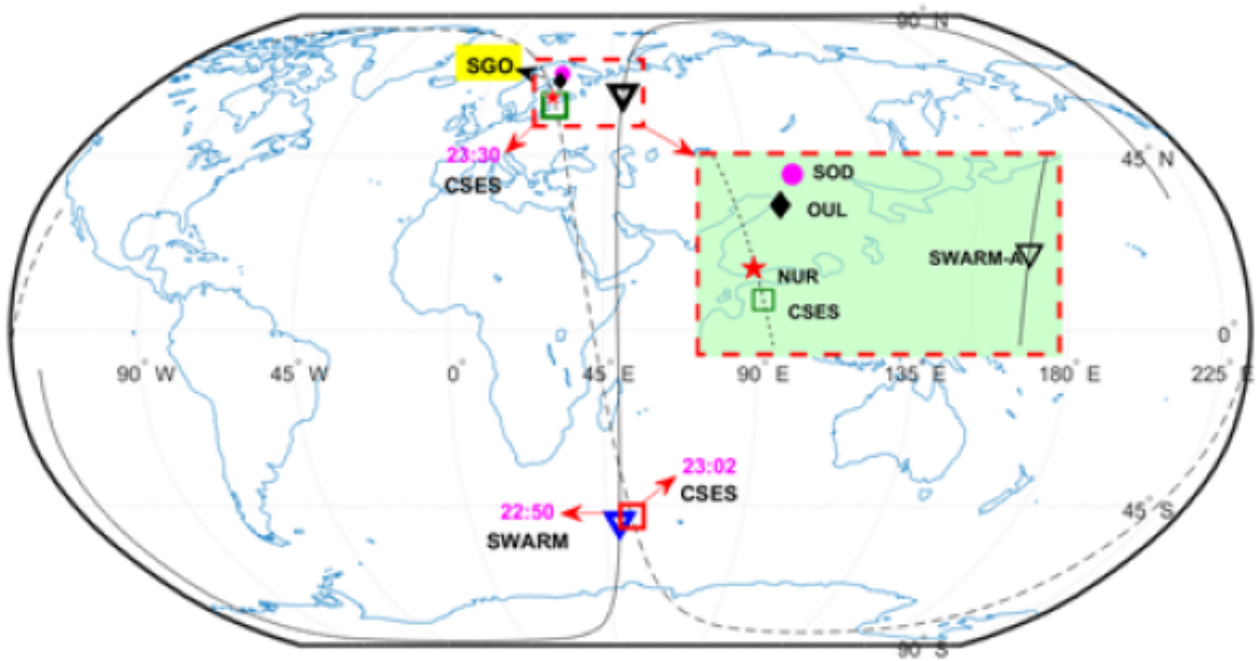 90° N
SGO
23:30
CSES
45° N
SOD
OUL
SWARM-A
NUR
CSES
0°
90° W
45° W
0°
45° E
90° E
135° E
180° E
225° E
23:02
CSES
22:50
SWARM
45° S
90° S